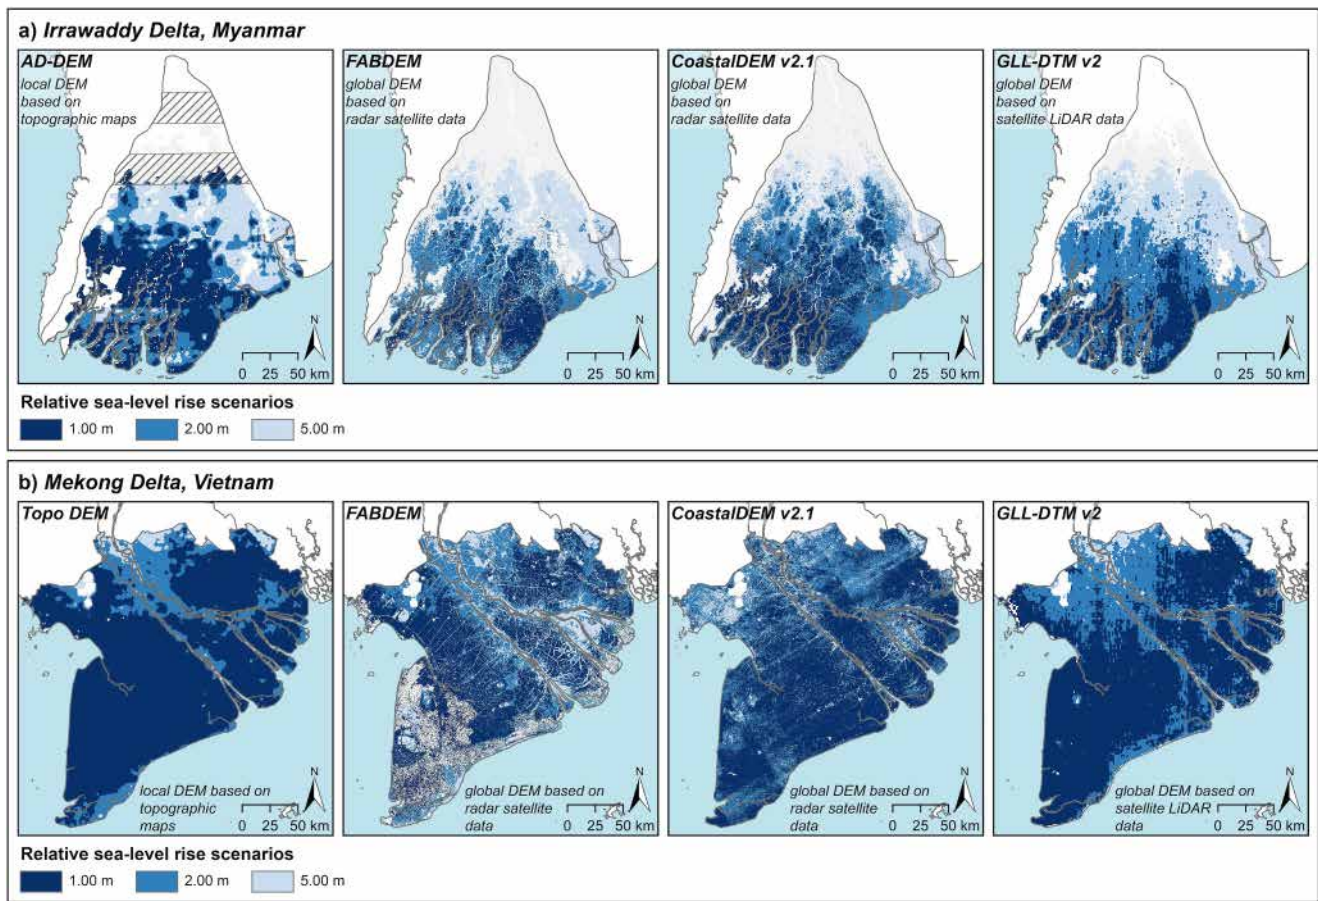 a) Irrawaddy Delta, Myanmar
AD-DEM
local DEM
based on
topographic maps
N
0 25 50 km
FABDEM
global DEM
based on
radar satellite data
N
0 25 50 km
CoastalDEM v2.1
global DEM
based on
radar satellite data
N
0 25 50 km
GLL-DTM v2
global DEM
based on
satellite LiDAR data
N
0 25 50 km
Relative sea-level rise scenarios
1.00 m 2.00 m 5.00 m
b) Mekong Delta, Vietnam
Topo DEM
local DEM based on
topographic
maps
N
0 25 50 km
FABDEM
global DEM based on
radar satellite
data
N
0 25 50 km
CoastalDEM v2.1
global DEM based on
radar satellite
data
N
0 25 50 km
GLL-DTM v2
global DEM based on
satellite LiDAR
data
N
0 25 50 km
Relative sea-level rise scenarios
1.00 m 2.00 m 5.00 m